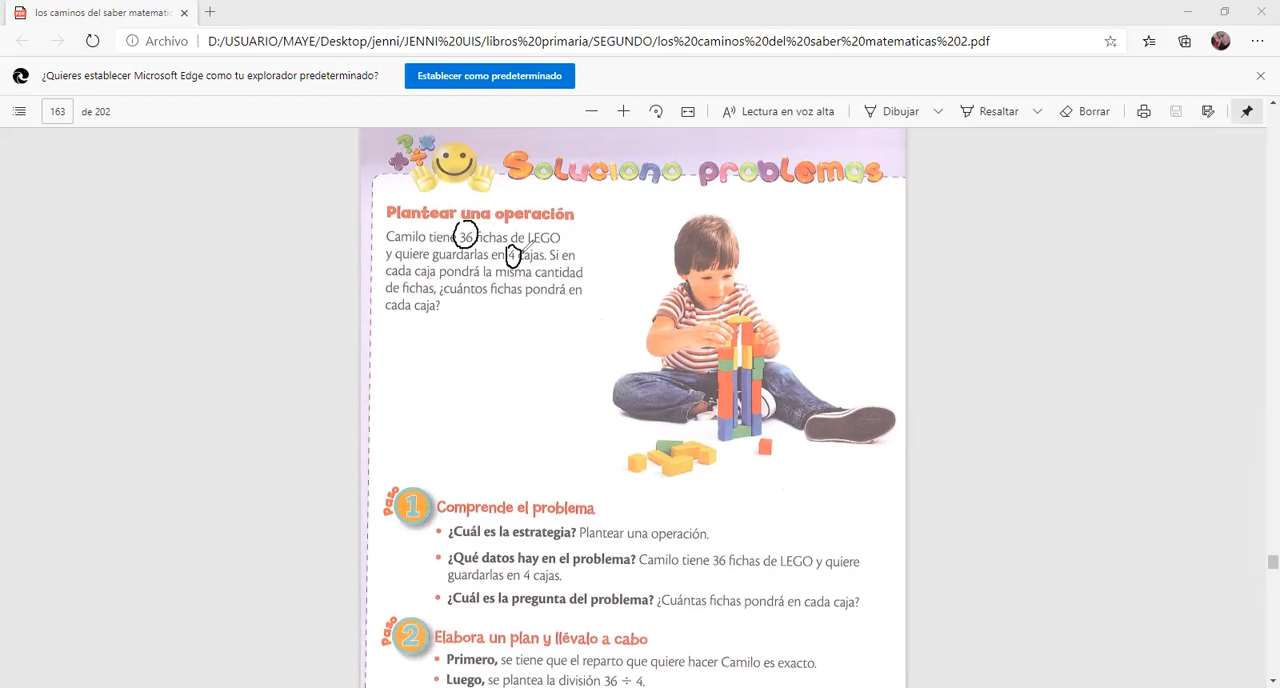 los caminos del saber matematic
Archivo
D:/USUARIO/MAYE/Desktop/jenni/JENNI%20UIS/libros%20primaria/SEGUNDO/los%20caminos%20del%20saber%20matematicas%202.pdf
¿Quieres establecer Microsoft Edge como tu explorador predeterminado?
Establecer como predeterminado
163 de 202
Lectura en voz alta
Dibujar
Resaltar
Borrar
Soluciono problemas
Plantear una operación
Camilo tiene 36 fichas de LEGO
y quiere guardarlas en 4 cajas. Si en
cada caja pondrá la misma cantidad
de fichas, ¿cuántos fichas pondrá en
cada caja?
Paso 1 Comprende el problema
• ¿Cuál es la estrategia? Plantear una operación.
• ¿Qué datos hay en el problema? Camilo tiene 36 fichas de LEGO y quiere
guardarlas en 4 cajas.
• ¿Cuál es la pregunta del problema? ¿Cuántas fichas pondrá en cada caja?
Paso 2 Elabora un plan y llévalo a cabo
• Primero, se tiene que el reparto que quiere hacer Camilo es exacto.
• Luego, se plantea la división 36 ÷ 4.